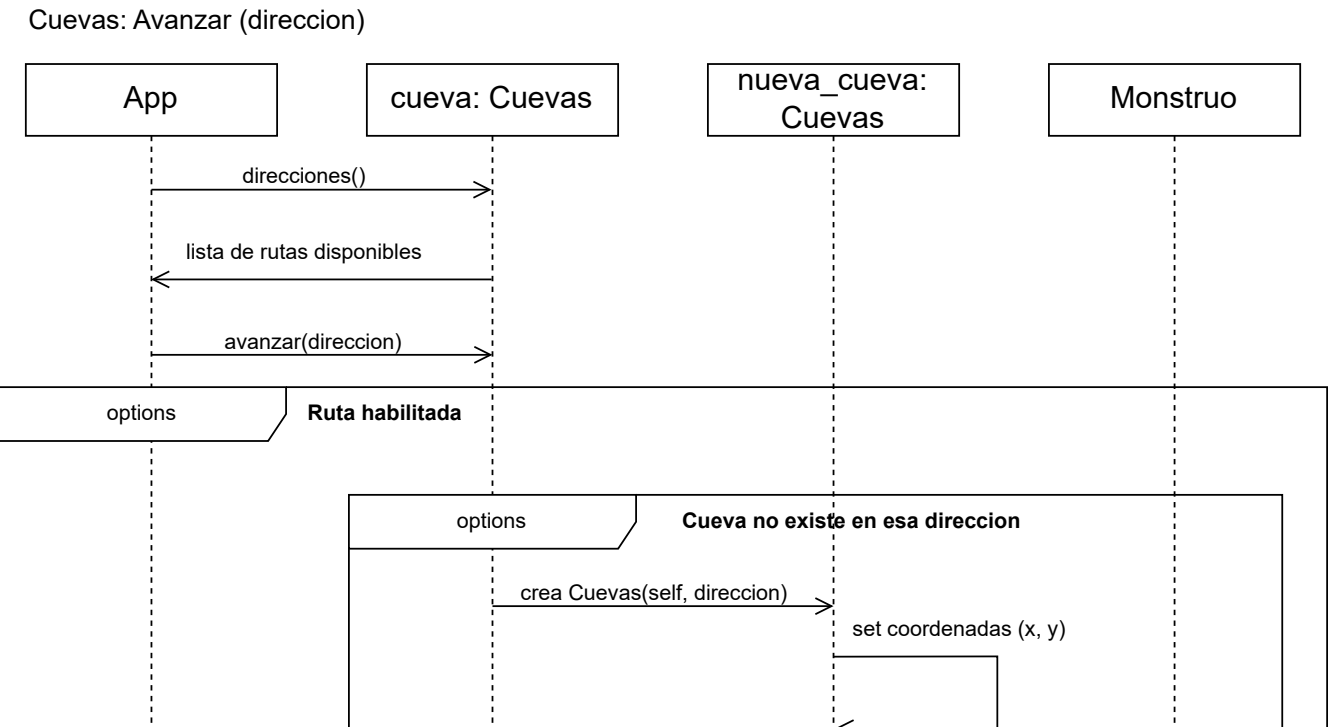 Cuevas: Avanzar (direccion)
App
cueva: Cuevas
nueva_cueva:
Cuevas
Monstruo
direcciones()
lista de rutas disponibles
avanzar(direccion)
options
Ruta habilitada
options
Cueva no existe en esa direccion
crea Cuevas(self, direccion)
set coordenadas (x, y)